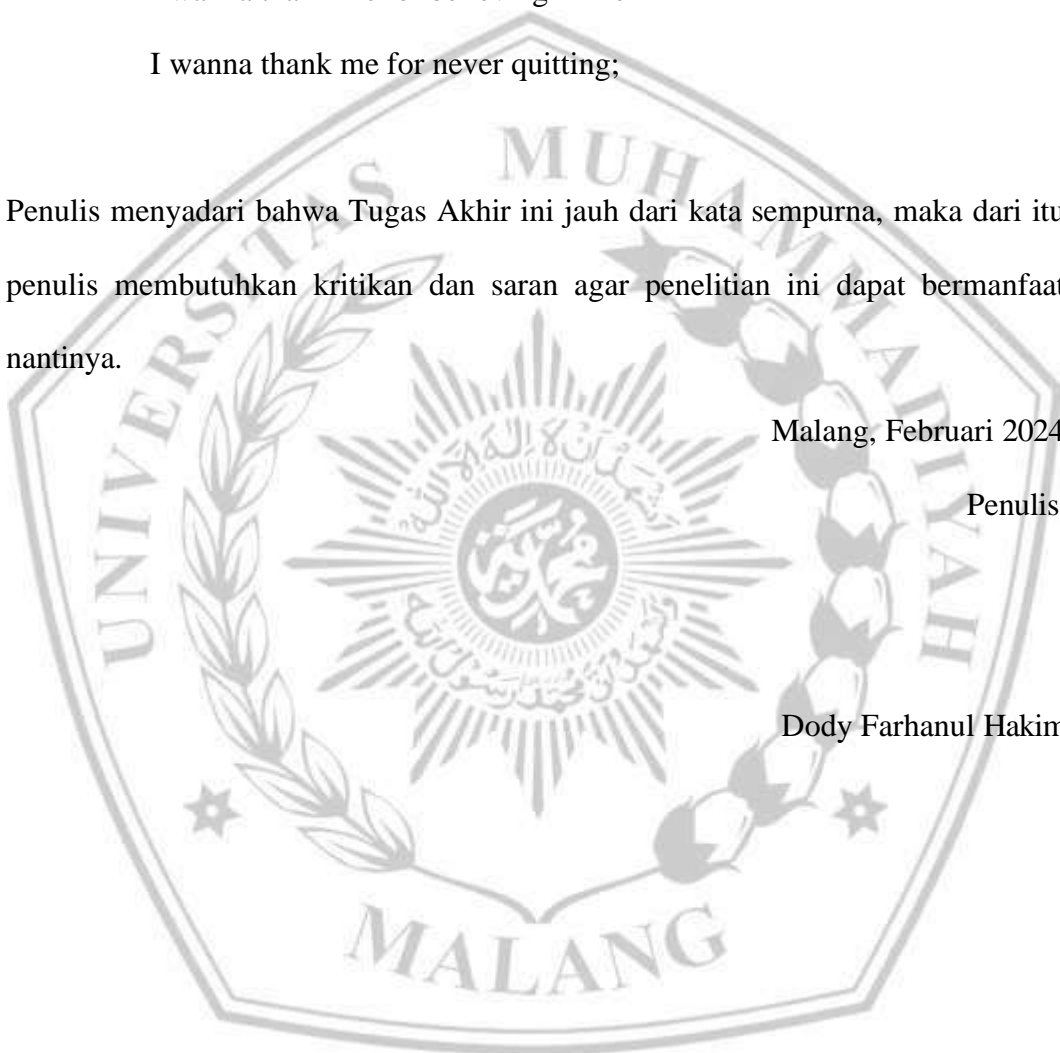 I wanna thank me for never quitting;
Penulis menyadari bahwa Tugas Akhir ini jauh dari kata sempurna, maka dari itu
penulis membutuhkan kritikan dan saran agar penelitian ini dapat bermanfaat
nantinya.
Malang, Februari 2024
Penulis
Dody Farhanul Hakim
UNIVERSITAS MUHAMMADIYAH
MALANG